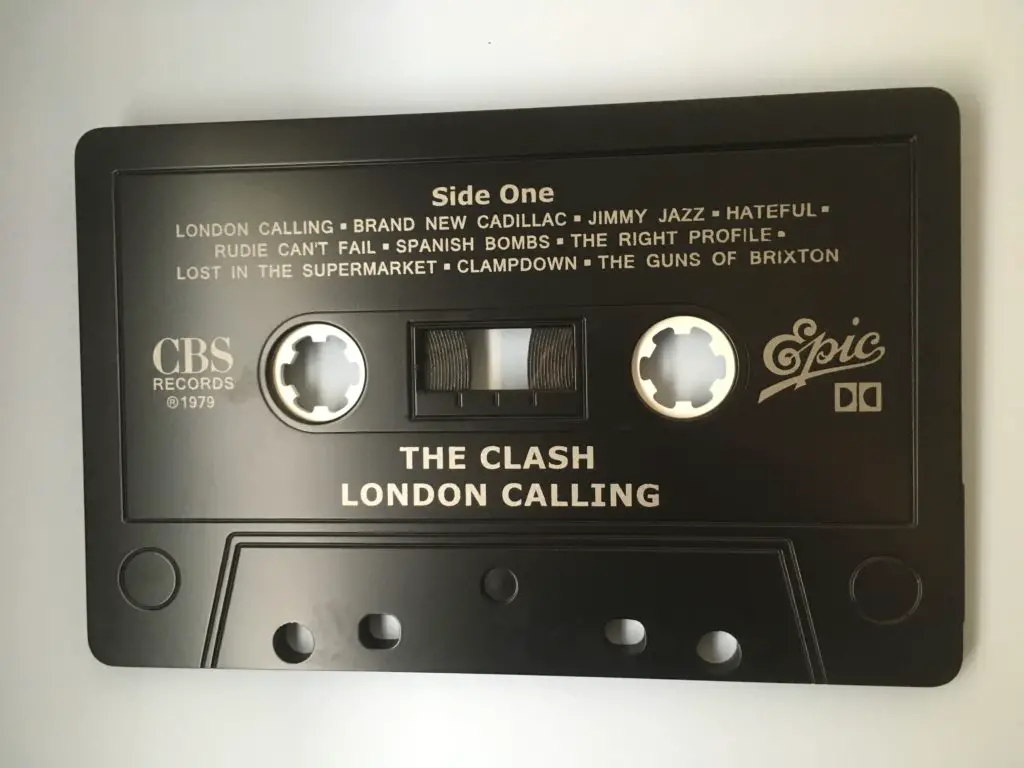 Side One
LONDON CALLING ▪ BRAND NEW CADILLAC ▪ JIMMY JAZZ ▪ HATEFUL ▪
RUDIE CAN'T FAIL ▪ SPANISH BOMBS ▪ THE RIGHT PROFILE ▪
LOST IN THE SUPERMARKET ▪ CLAMPDOWN ▪ THE GUNS OF BRIXTON
CBS
RECORDS
℗1979
Epic
THE CLASH
LONDON CALLING